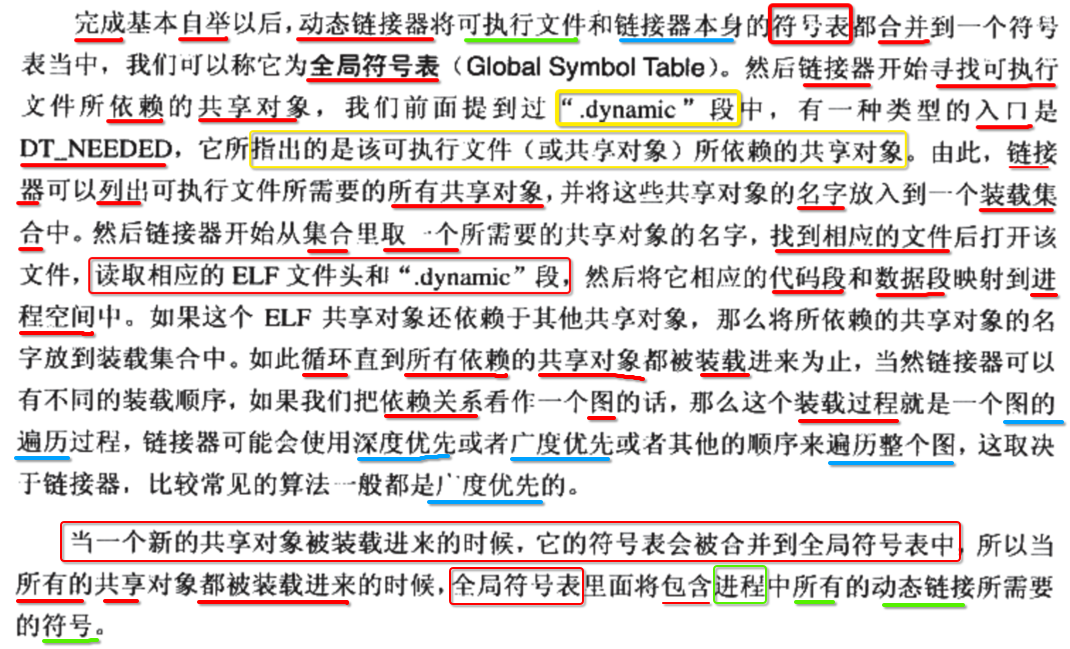 完成基本自举以后，动态链接器将可执行文件和链接器本身的符号表都合并到一个符号
表当中，我们可以称它为全局符号表（Global Symbol Table）。然后链接器开始寻找可执行
文件所依赖的共享对象，我们前面提到过“.dynamic”段中，有一种类型的入口是
DT_NEEDED，它所指出的是该可执行文件（或共享对象）所依赖的共享对象。由此，链接
器可以列出可执行文件所需要的所有共享对象，并将这些共享对象的名字放入到一个装载集
合中。然后链接器开始从集合里取一个所需要的共享对象的名字，找到相应的文件后打开该
文件，读取相应的 ELF 文件头和“.dynamic”段，然后将它相应的代码段和数据段映射到进
程空间中。如果这个 ELF 共享对象还依赖于其他共享对象，那么将所依赖的共享对象的名
字放到装载集合中。如此循环直到所有依赖的共享对象都被装载进来为止，当然链接器可以
有不同的装载顺序，如果我们把依赖关系看作一个图的话，那么这个装载过程就是一个图的
遍历过程，链接器可能会使用深度优先或者广度优先或者其他的顺序来遍历整个图，这取决
于链接器，比较常见的算法一般都是广度优先的。
当一个新的共享对象被装载进来的时候，它的符号表会被合并到全局符号表中，所以当
所有的共享对象都被装载进来的时候，全局符号表里面将包含进程中所有的动态链接所需要
的符号。